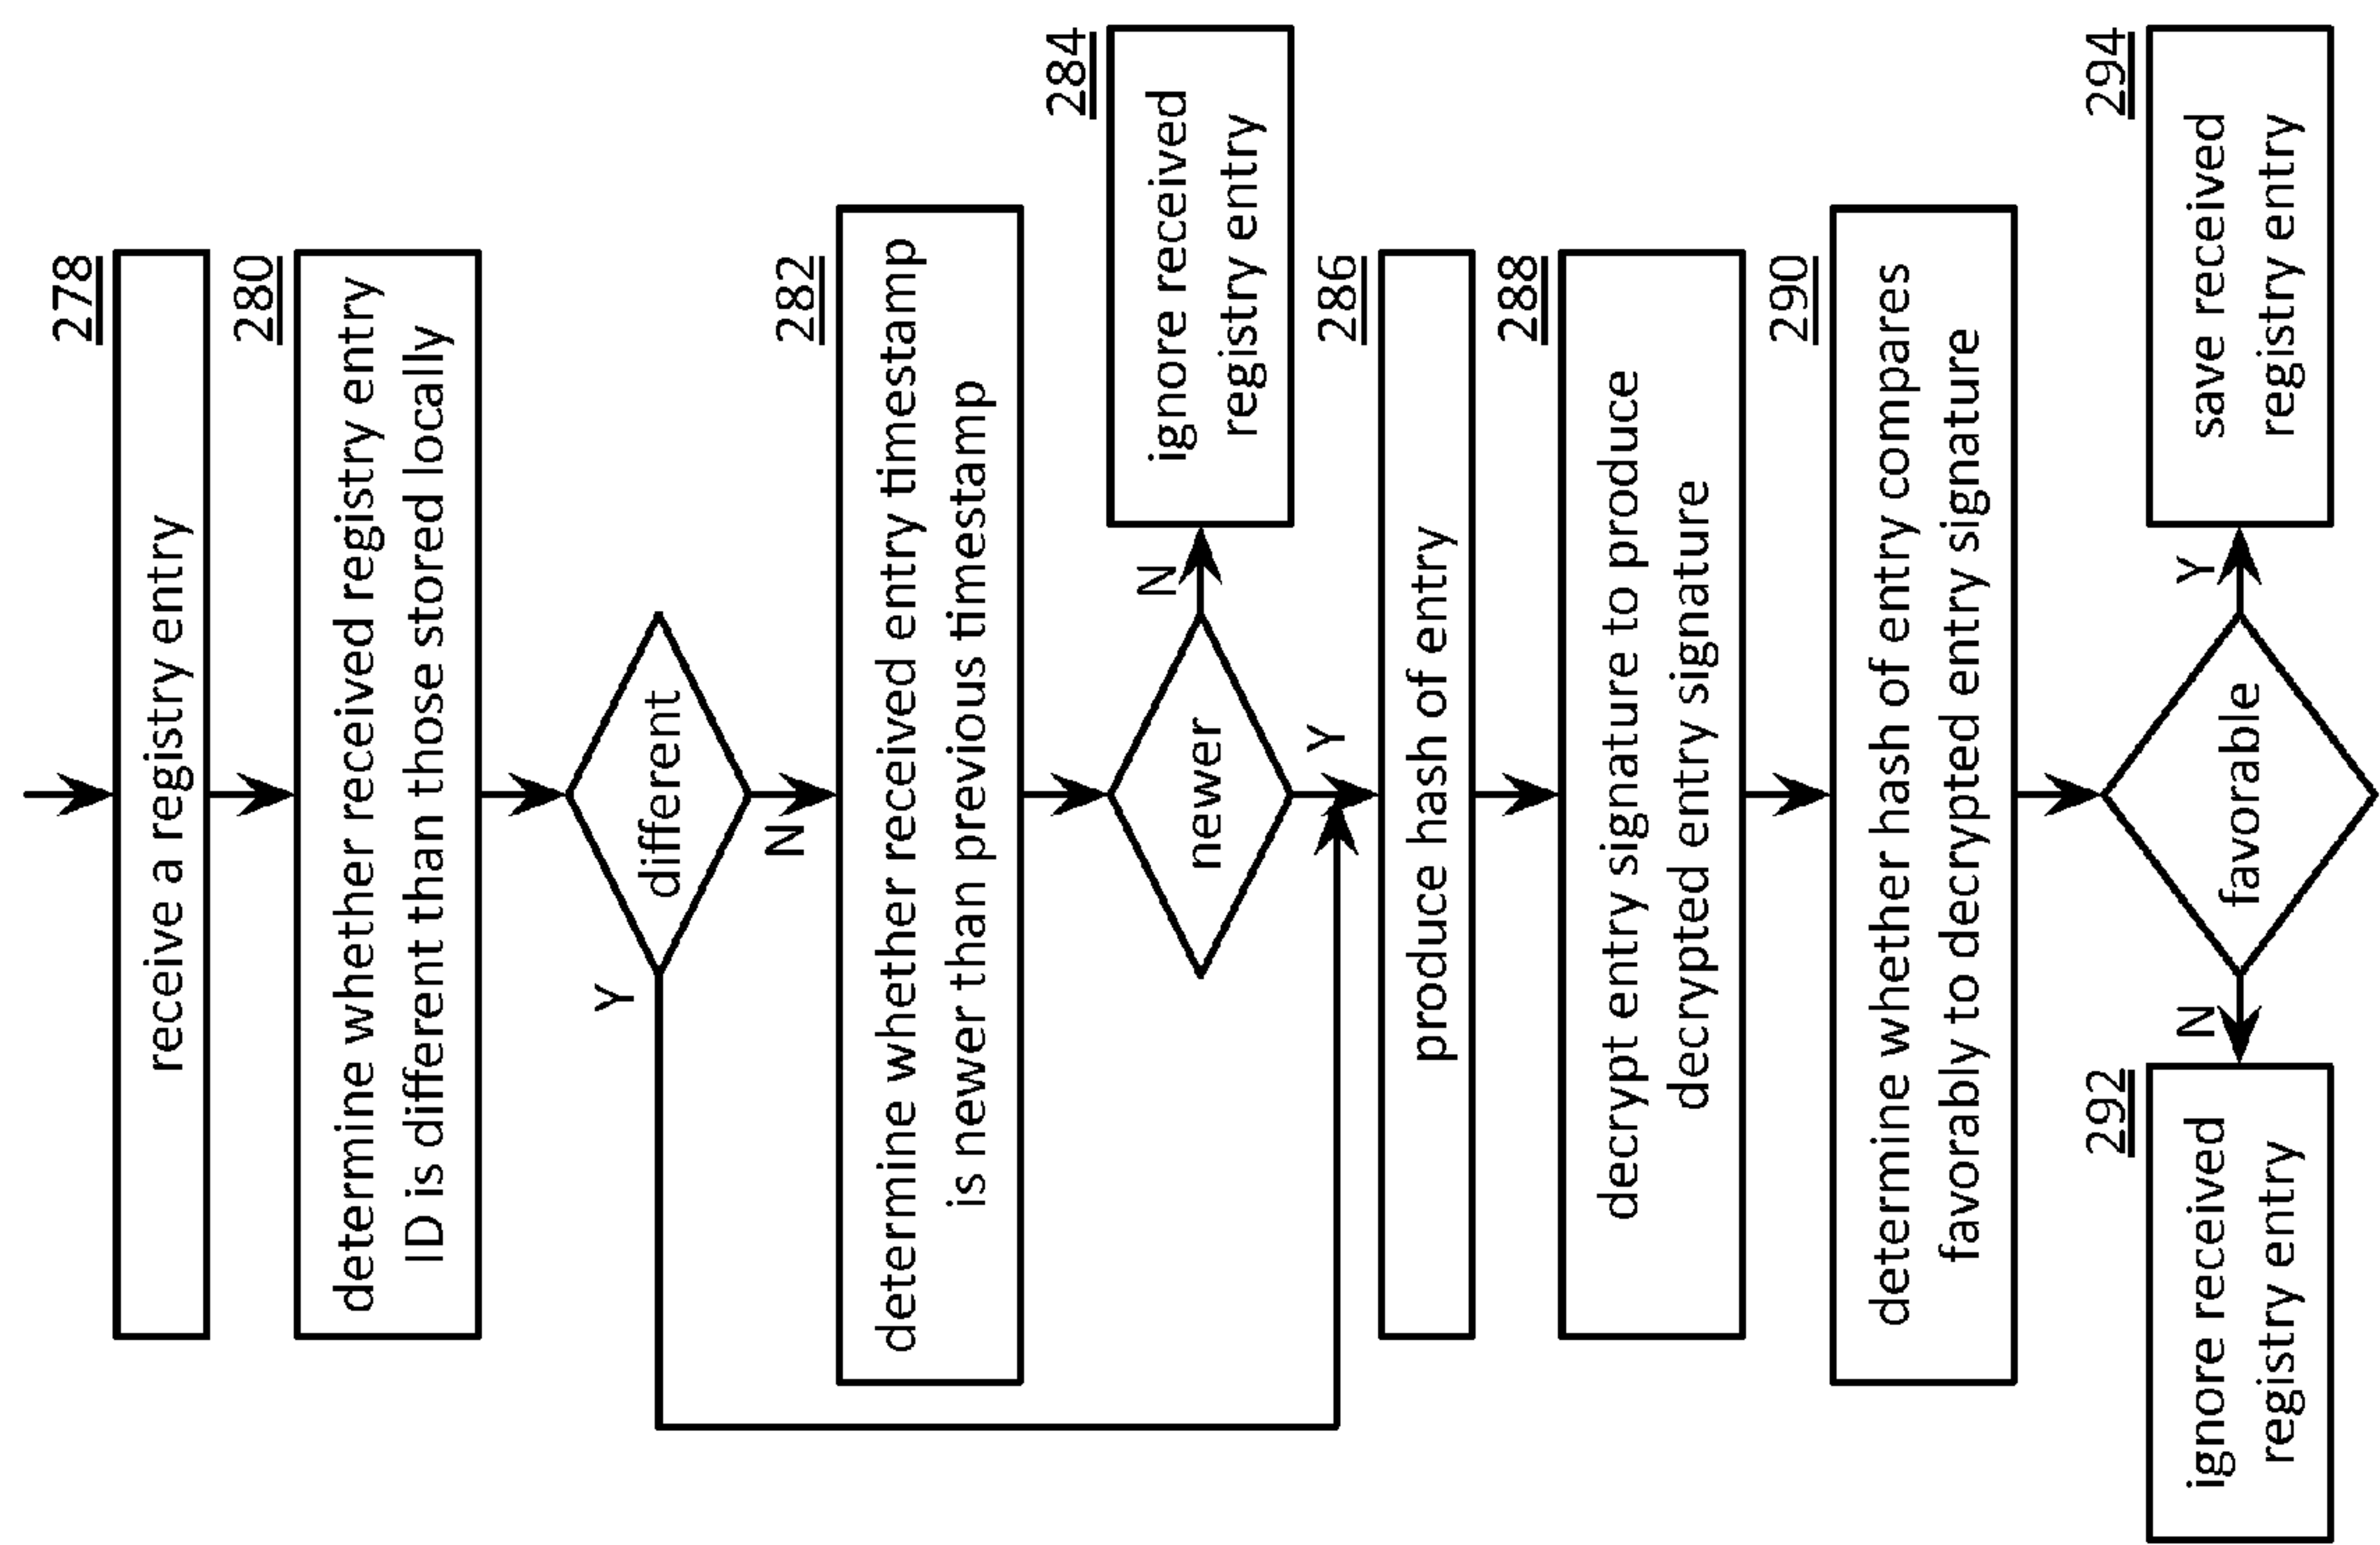 278
receive a registry entry
280
determine whether received registry entry
ID is different than those stored locally
different
Y
N
282
determine whether received entry timestamp
is newer than previous timestamp
newer
N
284
ignore received
registry entry
Y
286
produce hash of entry
288
decrypt entry signature to produce
decrypted entry signature
290
determine whether hash of entry compares
favorably to decrypted entry signature
favorable
N
Y
292
ignore received
registry entry
294
save received
registry entry